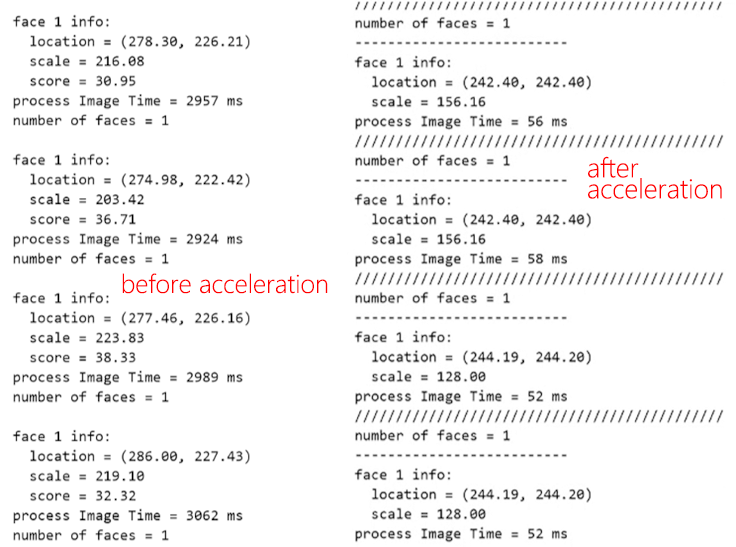 face 1 info:
location = (278.30, 226.21)
scale = 216.08
score = 30.95
process Image Time = 2957 ms
number of faces = 1
face 1 info:
location = (274.98, 222.42)
scale = 203.42
score = 36.71
process Image Time = 2924 ms
number of faces = 1
before acceleration
face 1 info:
location = (277.46, 226.16)
scale = 223.83
score = 38.33
process Image Time = 2989 ms
number of faces = 1
face 1 info:
location = (286.00, 227.43)
scale = 219.10
score = 32.32
process Image Time = 3062 ms
number of faces = 1
/////////////////////////////////////////////
number of faces = 1
--------------------------
face 1 info:
location = (242.40, 242.40)
scale = 156.16
process Image Time = 56 ms
/////////////////////////////////////////////
number of faces = 1
--------------------------
after
acceleration
face 1 info:
location = (242.40, 242.40)
scale = 156.16
process Image Time = 58 ms
/////////////////////////////////////////////
number of faces = 1
--------------------------
face 1 info:
location = (244.19, 244.20)
scale = 128.00
process Image Time = 52 ms
/////////////////////////////////////////////
number of faces = 1
--------------------------
face 1 info:
location = (244.19, 244.20)
scale = 128.00
process Image Time = 52 ms